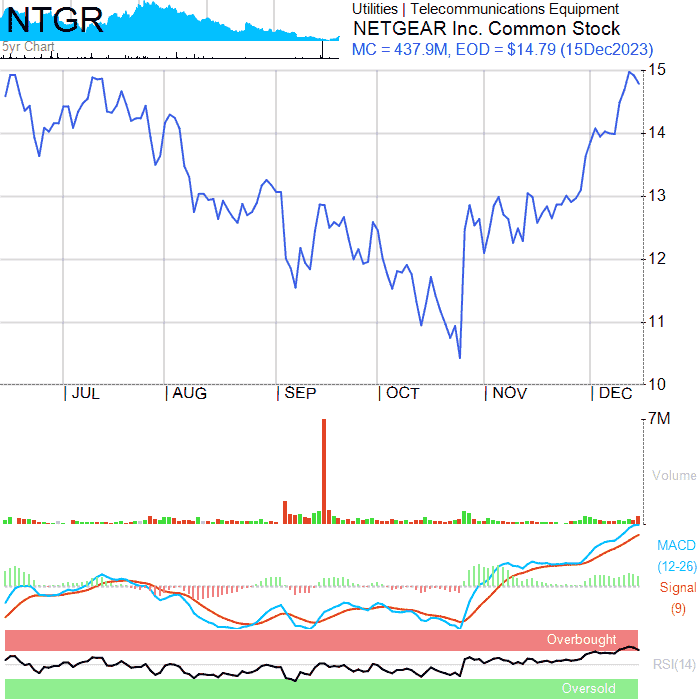 NTGR
5yr Chart
Utilities | Telecommunications Equipment
NETGEAR Inc. Common Stock
MC = 437.9M, EOD = $14.79 (15Dec2023)
15
14
13
12
11
10
JUL AUG SEP OCT NOV DEC
7M
Volume
MACD
(12-26)
Signal
(9)
Overbought
RSI(14)
Oversold